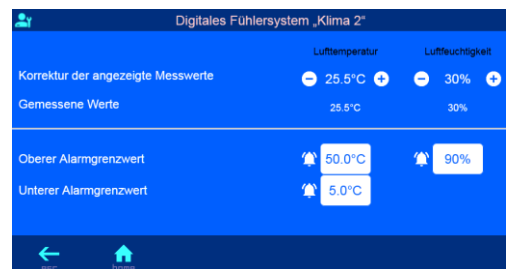 Digitales Fühlersystem „Klima 2“
Lufttemperatur Luftfeuchtigkeit
Korrektur der angezeigte Messwerte 25.5°C 30%
Gemessene Werte 25.5°C 30%
Oberer Alarmgrenzwert 50.0°C 90%
Unterer Alarmgrenzwert 5.0°C
esc home